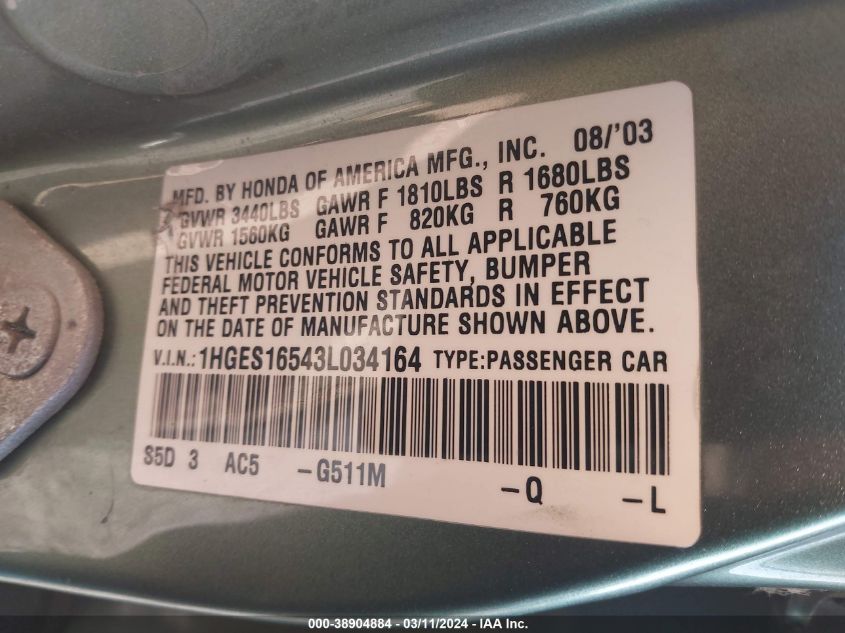 MFD. BY HONDA OF AMERICA MFG., INC. 08/'03
GVWR 3440LBS GAWR F 1810LBS R 1680LBS
GVWR 1560KG GAWR F 820KG R 760KG
THIS VEHICLE CONFORMS TO ALL APPLICABLE
FEDERAL MOTOR VEHICLE SAFETY, BUMPER
AND THEFT PREVENTION STANDARDS IN EFFECT
ON THE DATE OF MANUFACTURE SHOWN ABOVE.
V.I.N.: 1HGES16543L034164 TYPE:PASSENGER CAR
S5D 3 AC5 -G511M -Q -L
000-38904884 - 03/11/2024 - IAA Inc.